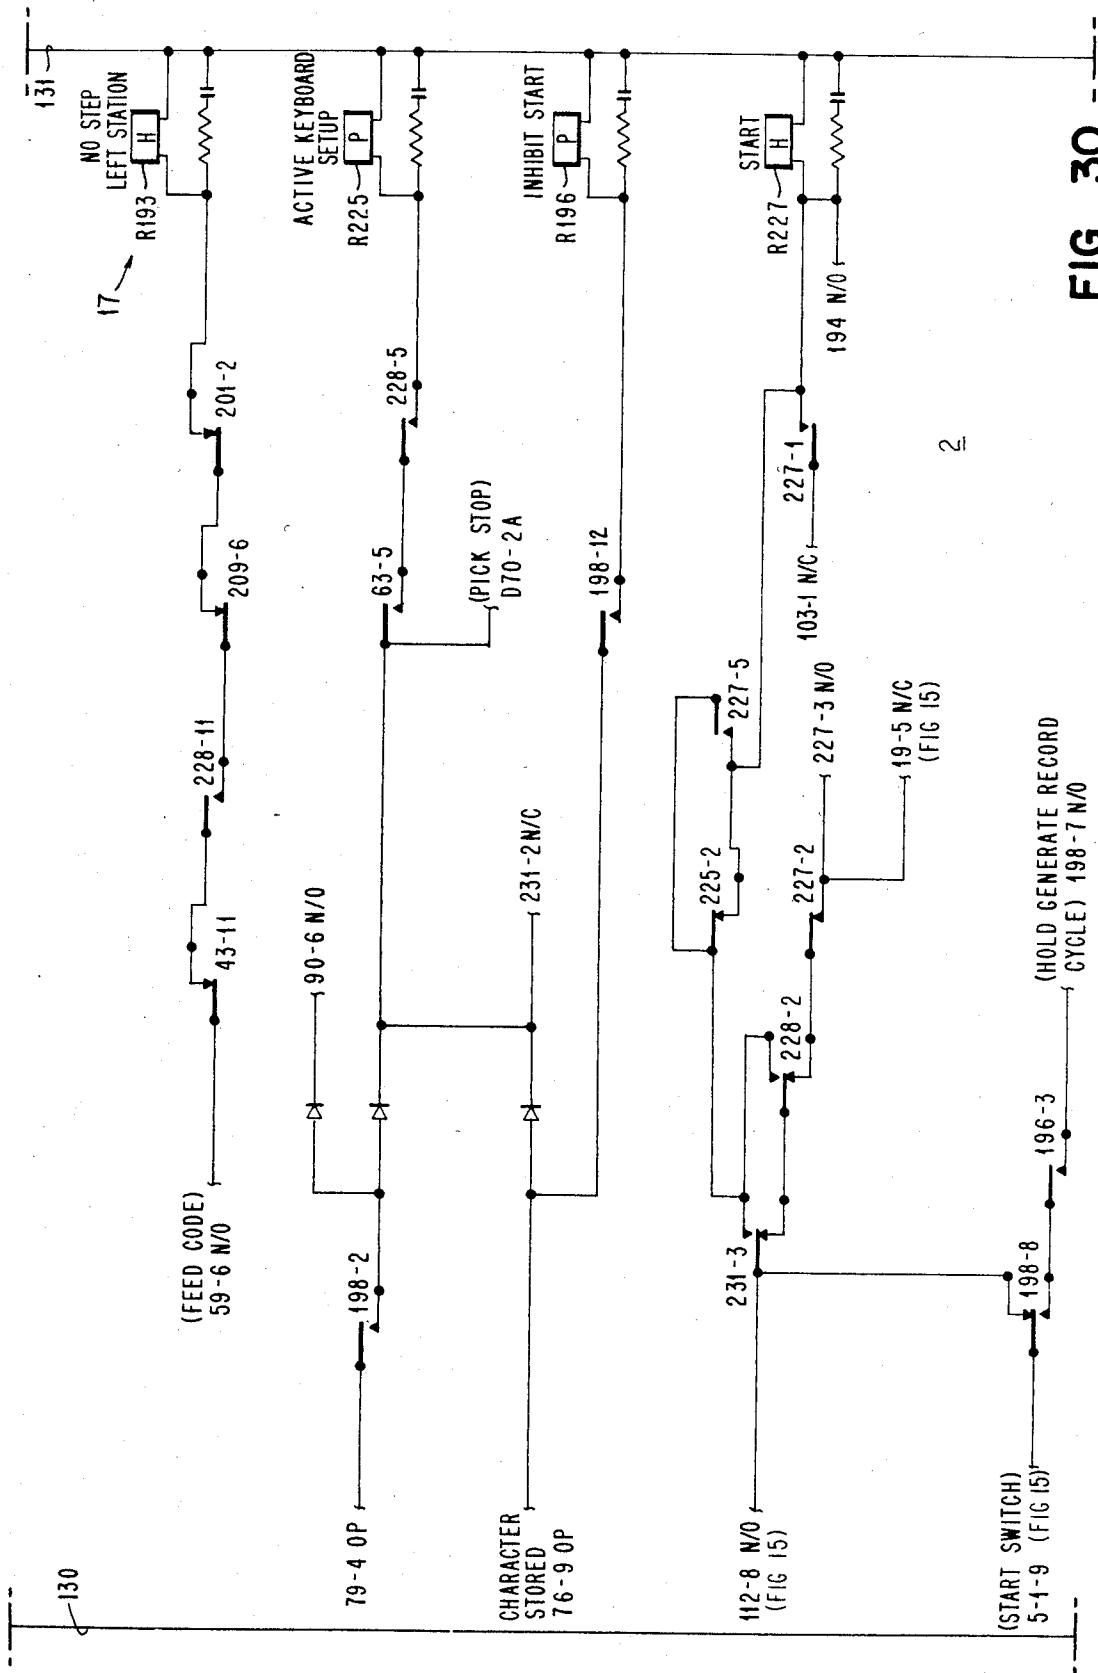 130
131
17
NO STEP
LEFT STATION
H
R193
(FEED CODE)
59-6 N/O
43-11
228-11
209-6
201-2
ACTIVE KEYBOARD
SETUP
P
R225
79-4 OP
198-2
90-6 N/O
63-5
228-5
(PICK STOP)
D70-2A
231-2N/C
INHIBIT START
P
R196
CHARACTER
STORED
76-9 OP
198-12
START
H
R227
194 N/O
112-8 N/O
(FIG 15)
231-3
228-2
225-2
227-5
227-2
227-3 N/O
19-5 N/C
(FIG 15)
103-1 N/C
227-1
(START SWITCH)
5-1-9 (FIG 15)
198-8
196-3
(HOLD GENERATE RECORD
CYCLE) 198-7 N/O
2
FIG 30